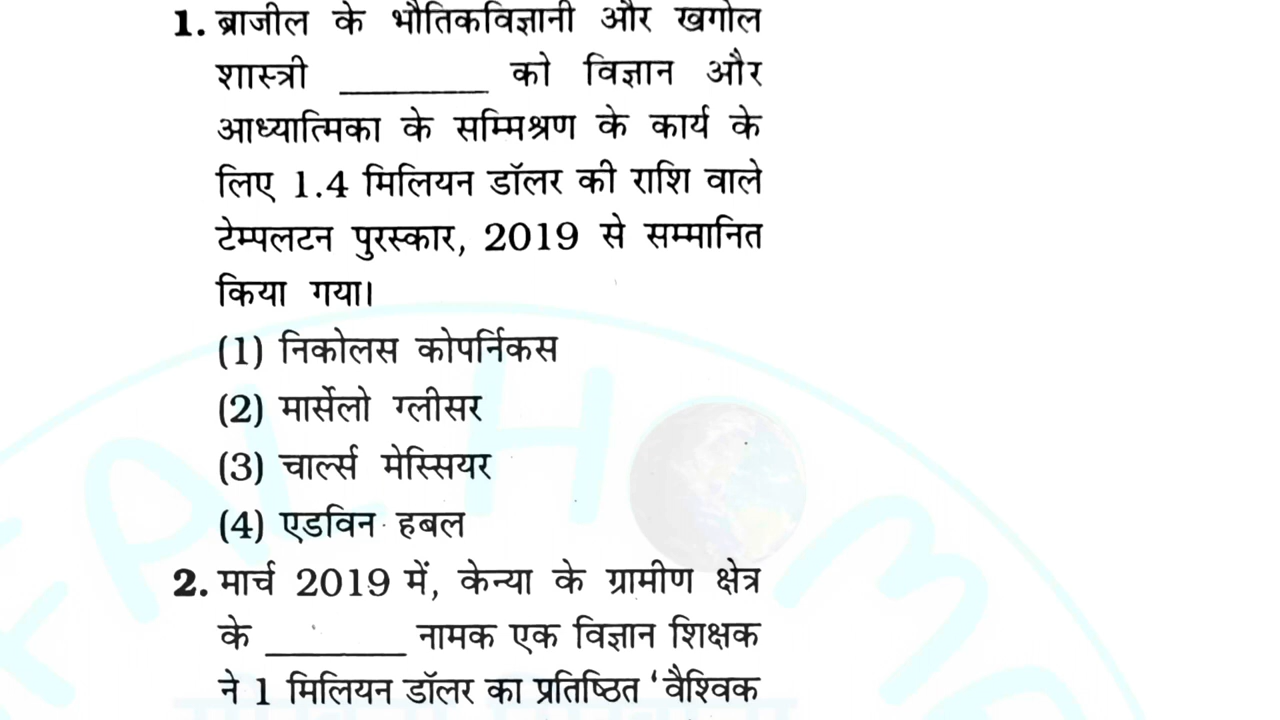 1. ब्राजील के भौतिकविज्ञानी और खगोल
शास्त्री ________ को विज्ञान और
आध्यात्मिका के सम्मिश्रण के कार्य के
लिए 1.4 मिलियन डॉलर की राशि वाले
टेम्पलटन पुरस्कार, 2019 से सम्मानित
किया गया।
(1) निकोलस कोपर्निकस
(2) मार्सेलो ग्लीसर
(3) चार्ल्स मेस्सियर
(4) एडविन हबल
2. मार्च 2019 में, केन्या के ग्रामीण क्षेत्र
के ________ नामक एक विज्ञान शिक्षक
ने 1 मिलियन डॉलर का प्रतिष्ठित ‘वैश्विक